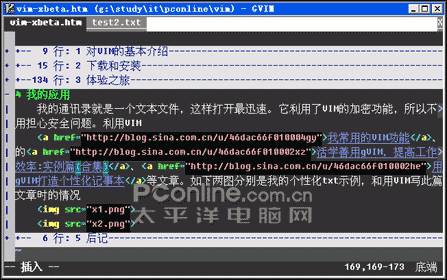 vim-xbeta.htm (g:\study\it\pconline\vim) - GVIM
vim-xbeta.htm test2.txt
+-- 9 行: 1 对VIM的基本介绍
+-- 15 行: 2 下载和安装
+--134 行: 3 体验之旅
4 我的应用
我的通讯录就是一个文本文件，这样打开最迅速。它利用了VIM的加密功能，所以不
用担心安全问题。利用VIM
<a href="http://blog.sina.com.cn/u/46dac66f010004gy">我常用的VIM功能</a>、
的<a href="http://blog.sina.com.cn/u/46dac66f010002xz">活学善用gVIM，提高工作
效率:实例篇(合集)</a>、<a href="http://blog.sina.com.cn/u/46dac66f010002he">用
gVIM打造个性化记事本</a>等文章。如下两图分别是我的个性化txt示例，和用VIM写此篇
文章时的情况
<img src="x1.png">
<img src="x2.png">
PConline.com.cn
太平洋电脑网
+-- 6 行: 5 后记
~
-- 插入 -- 169,169-173 底端